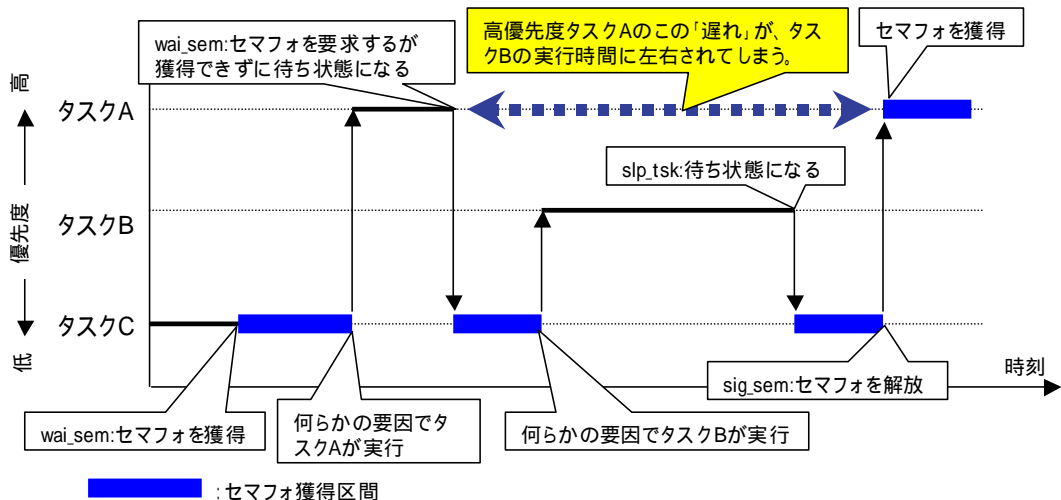 wai_sem:セマフォを要求するが
獲得できずに待ち状態になる
高優先度タスクAのこの「遅れ」が、タス
クBの実行時間に左右されてしまう。
セマフォを獲得
高
優先度
低
タスクA
slp_tsk:待ち状態になる
タスクB
タスクC
時刻
wai_sem:セマフォを獲得
何らかの要因でタ
スクAが実行
何らかの要因でタスクBが実行
sig_sem:セマフォを解放
:セマフォ獲得区間